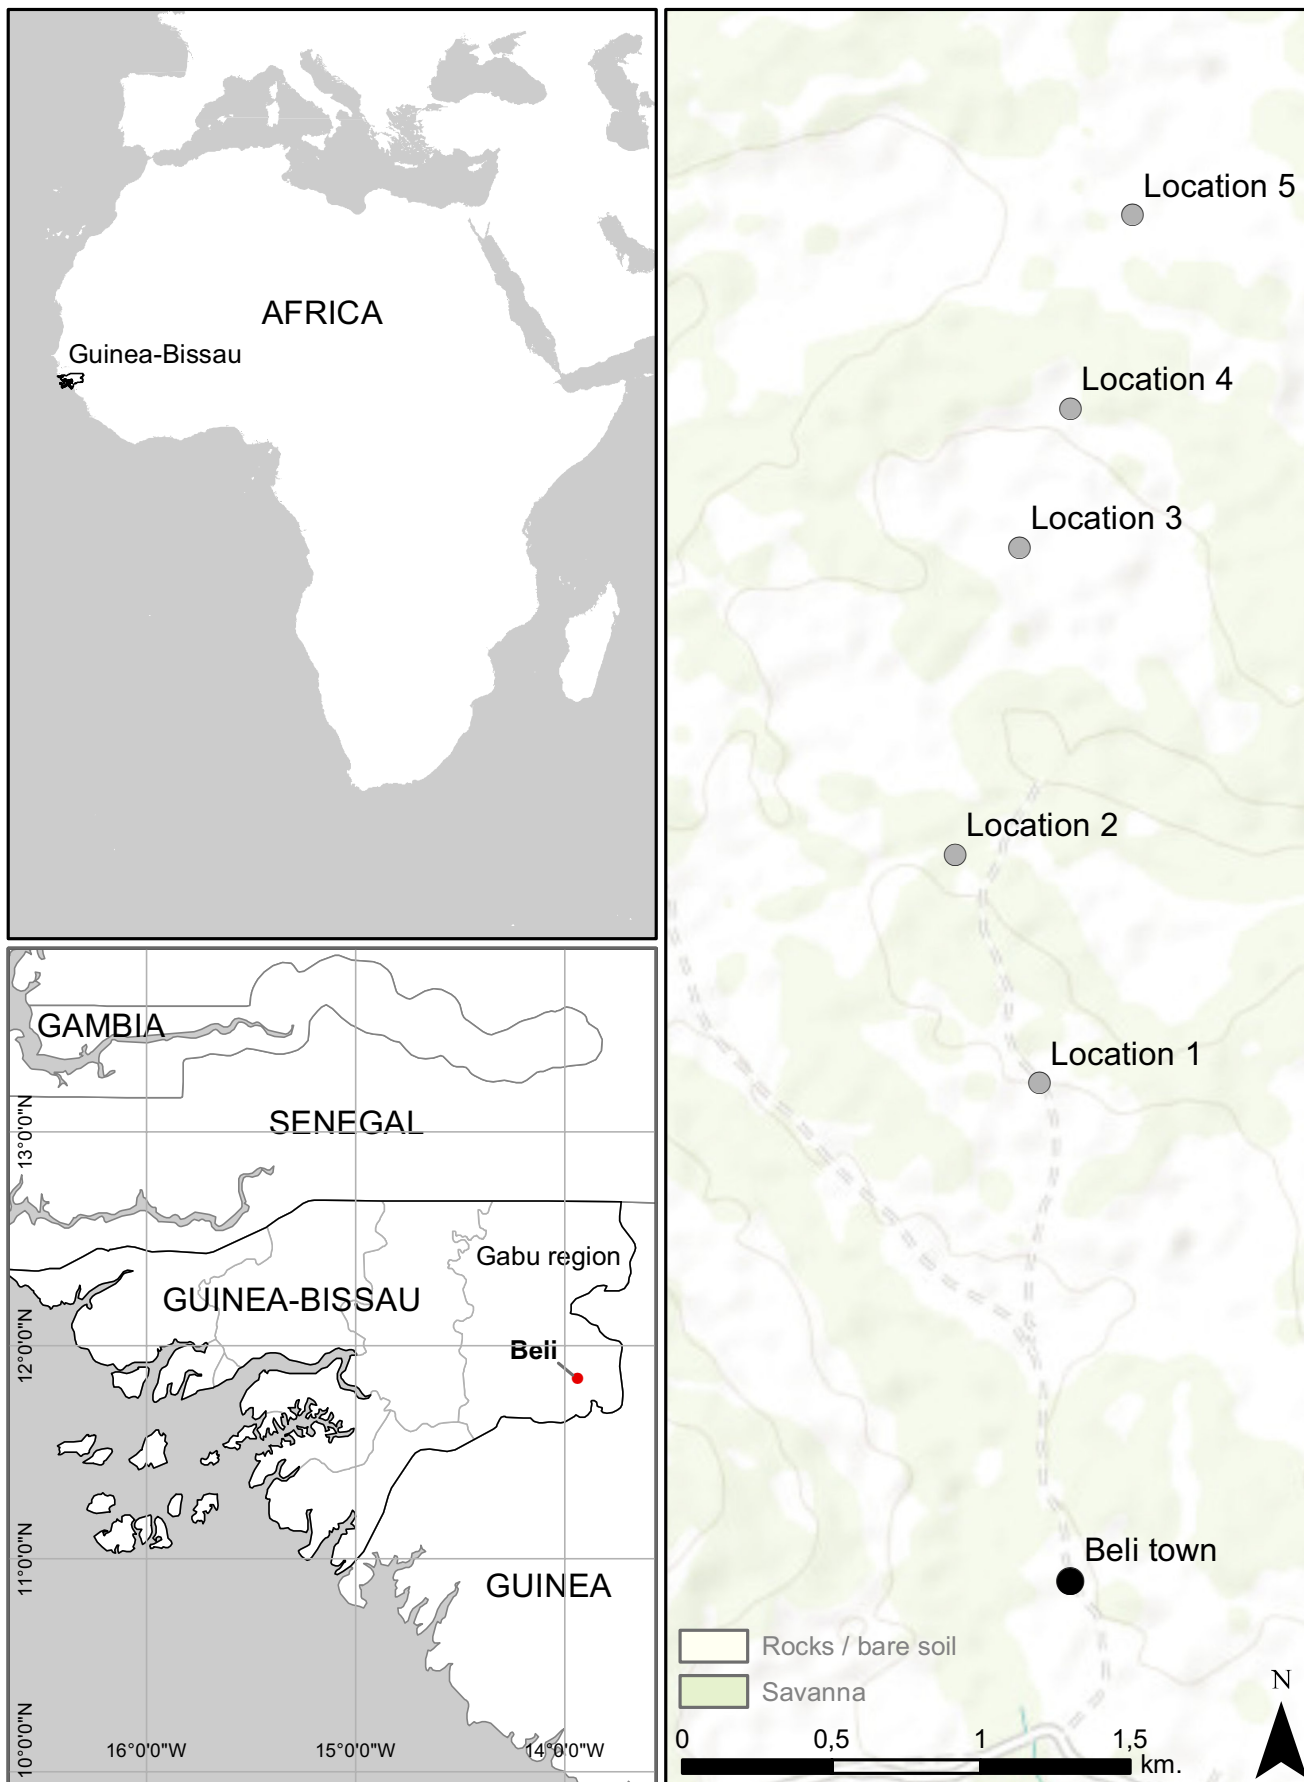 AFRICA
Guinea-Bissau
GAMBIA
SENEGAL
Gabu region
GUINEA-BISSAU
Beli
GUINEA
13°0'0"N
12°0'0"N
11°0'0"N
10°0'0"N
16°0'0"W
15°0'0"W
14°0'0"W
Location 5
Location 4
Location 3
Location 2
Location 1
Beli town
Rocks / bare soil
Savanna
N
0 0,5 1 1,5
km.